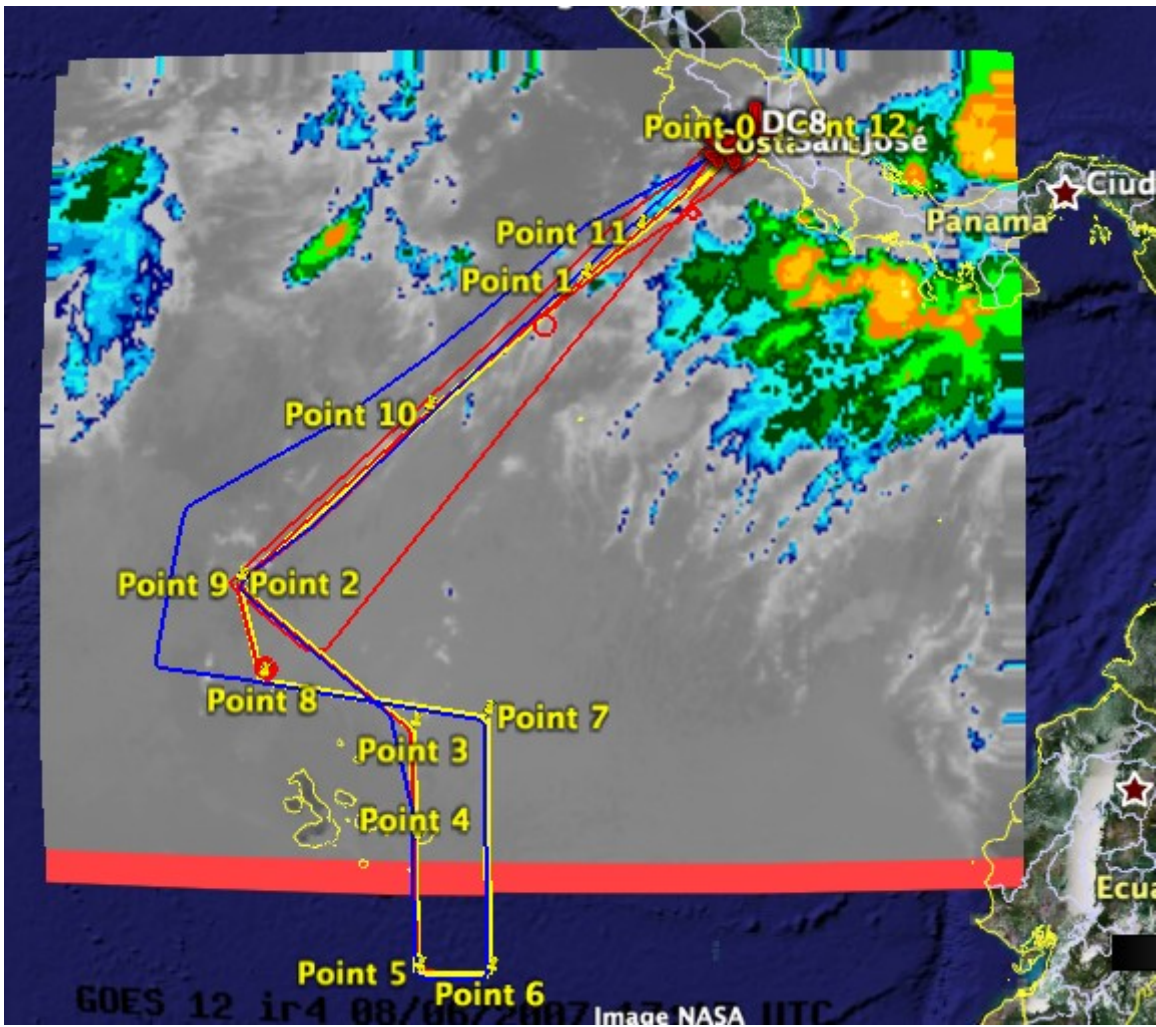 Point 0
DC8
Point 12
Costa
San José
Ciud
Panama
Point 11
Point 1
Point 10
Point 9
Point 2
Point 8
Point 7
Point 3
Point 4
Ecua
Point 5
Point 6
GOES 12 ir4 08/06/2007 UTC
Image NASA